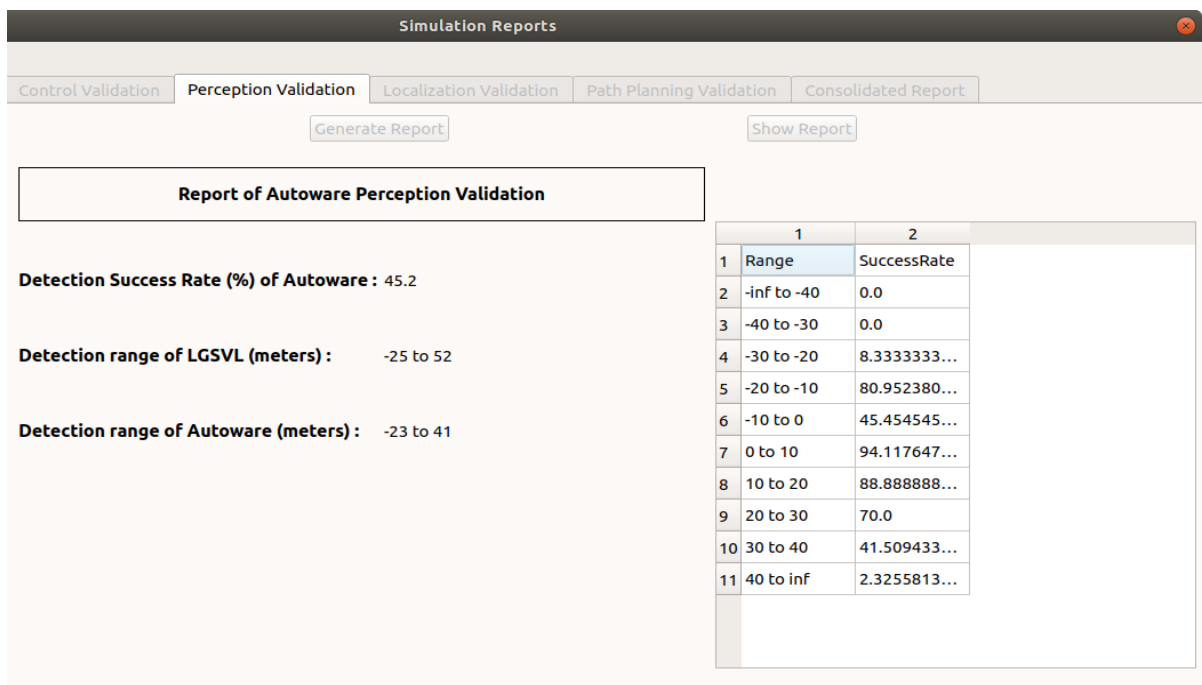 Simulation Reports
Control Validation Perception Validation Localization Validation Path Planning Validation Consolidated Report
Generate Report Show Report
Report of Autoware Perception Validation
Detection Success Rate (%) of Autoware : 45.2
Detection range of LGSVL (meters) : -25 to 52
Detection range of Autoware (meters) : -23 to 41
1 2
1 Range SuccessRate
2 -inf to -40 0.0
3 -40 to -30 0.0
4 -30 to -20 8.3333333...
5 -20 to -10 80.952380...
6 -10 to 0 45.454545...
7 0 to 10 94.117647...
8 10 to 20 88.888888...
9 20 to 30 70.0
10 30 to 40 41.509433...
11 40 to inf 2.3255813...